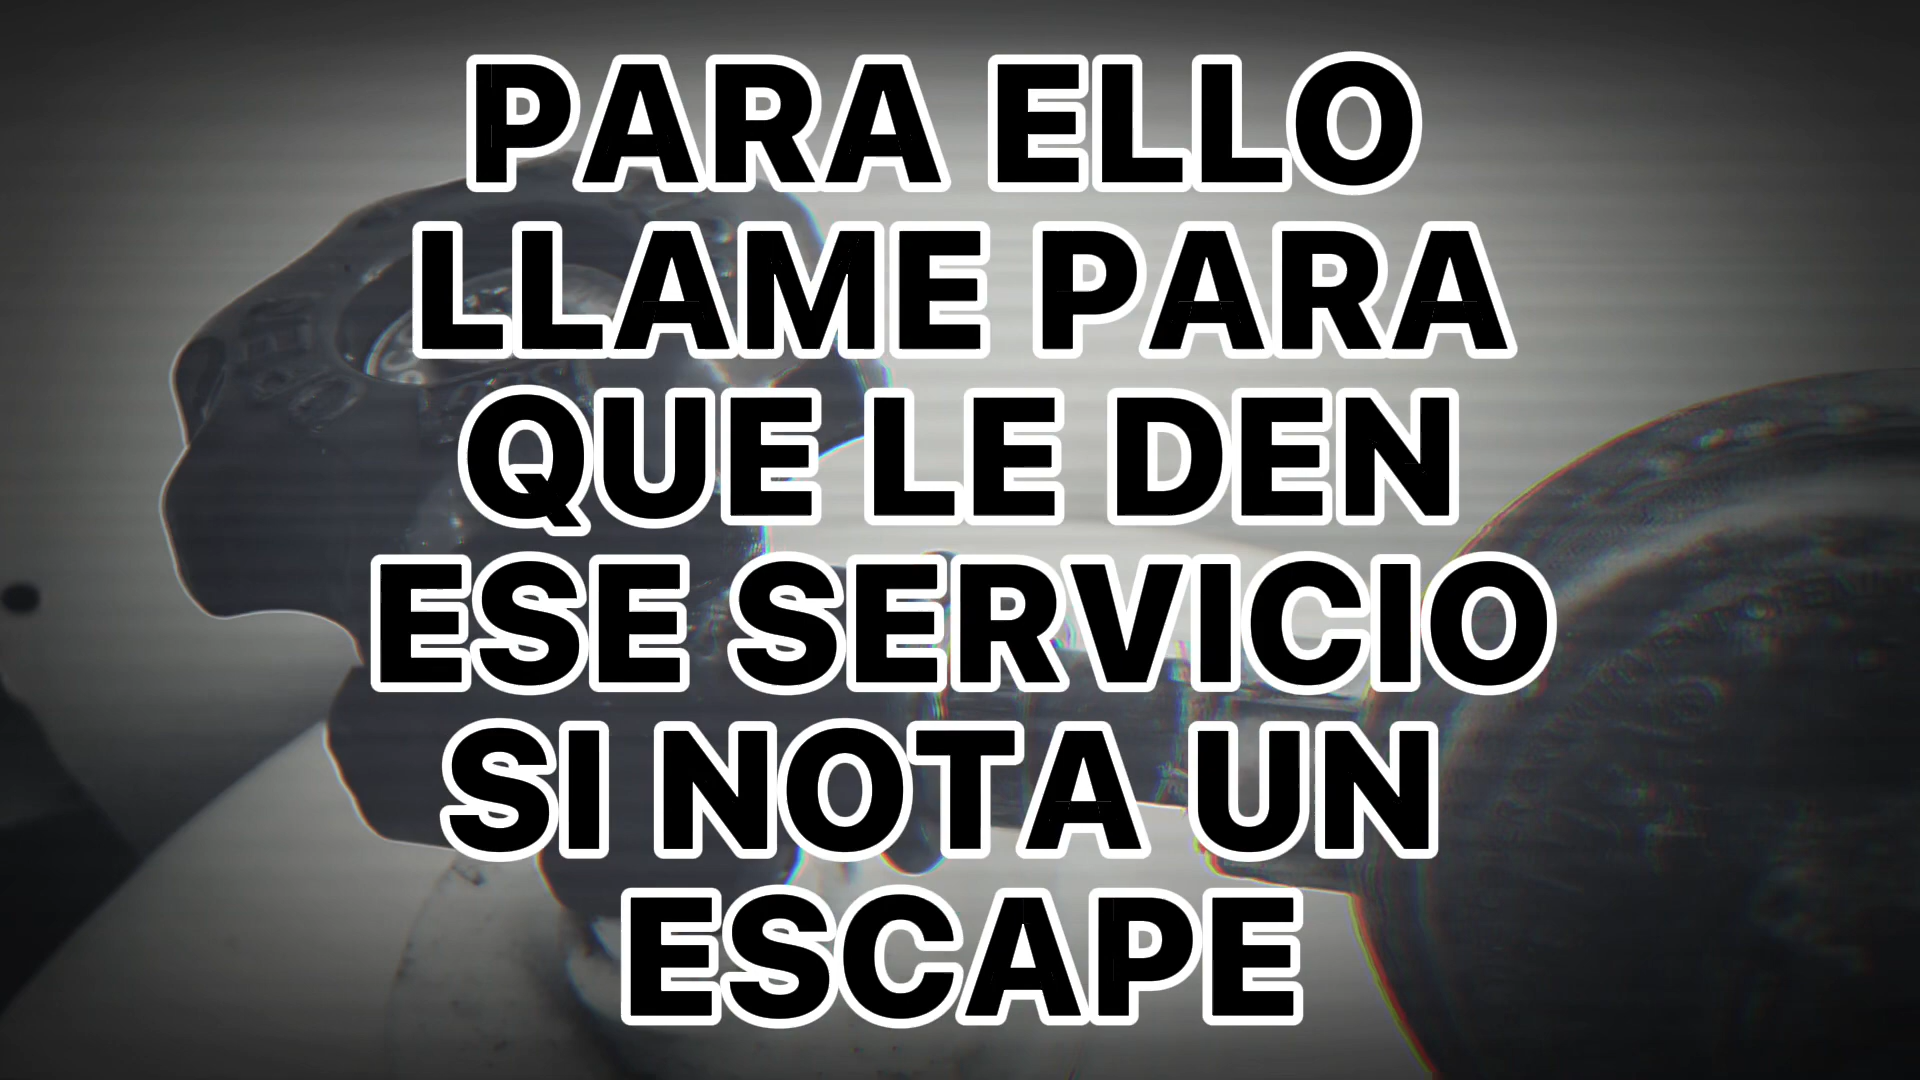 PARA ELLO
LLAME PARA
QUE LE DEN
ESE SERVICIO
SI NOTA UN
ESCAPE